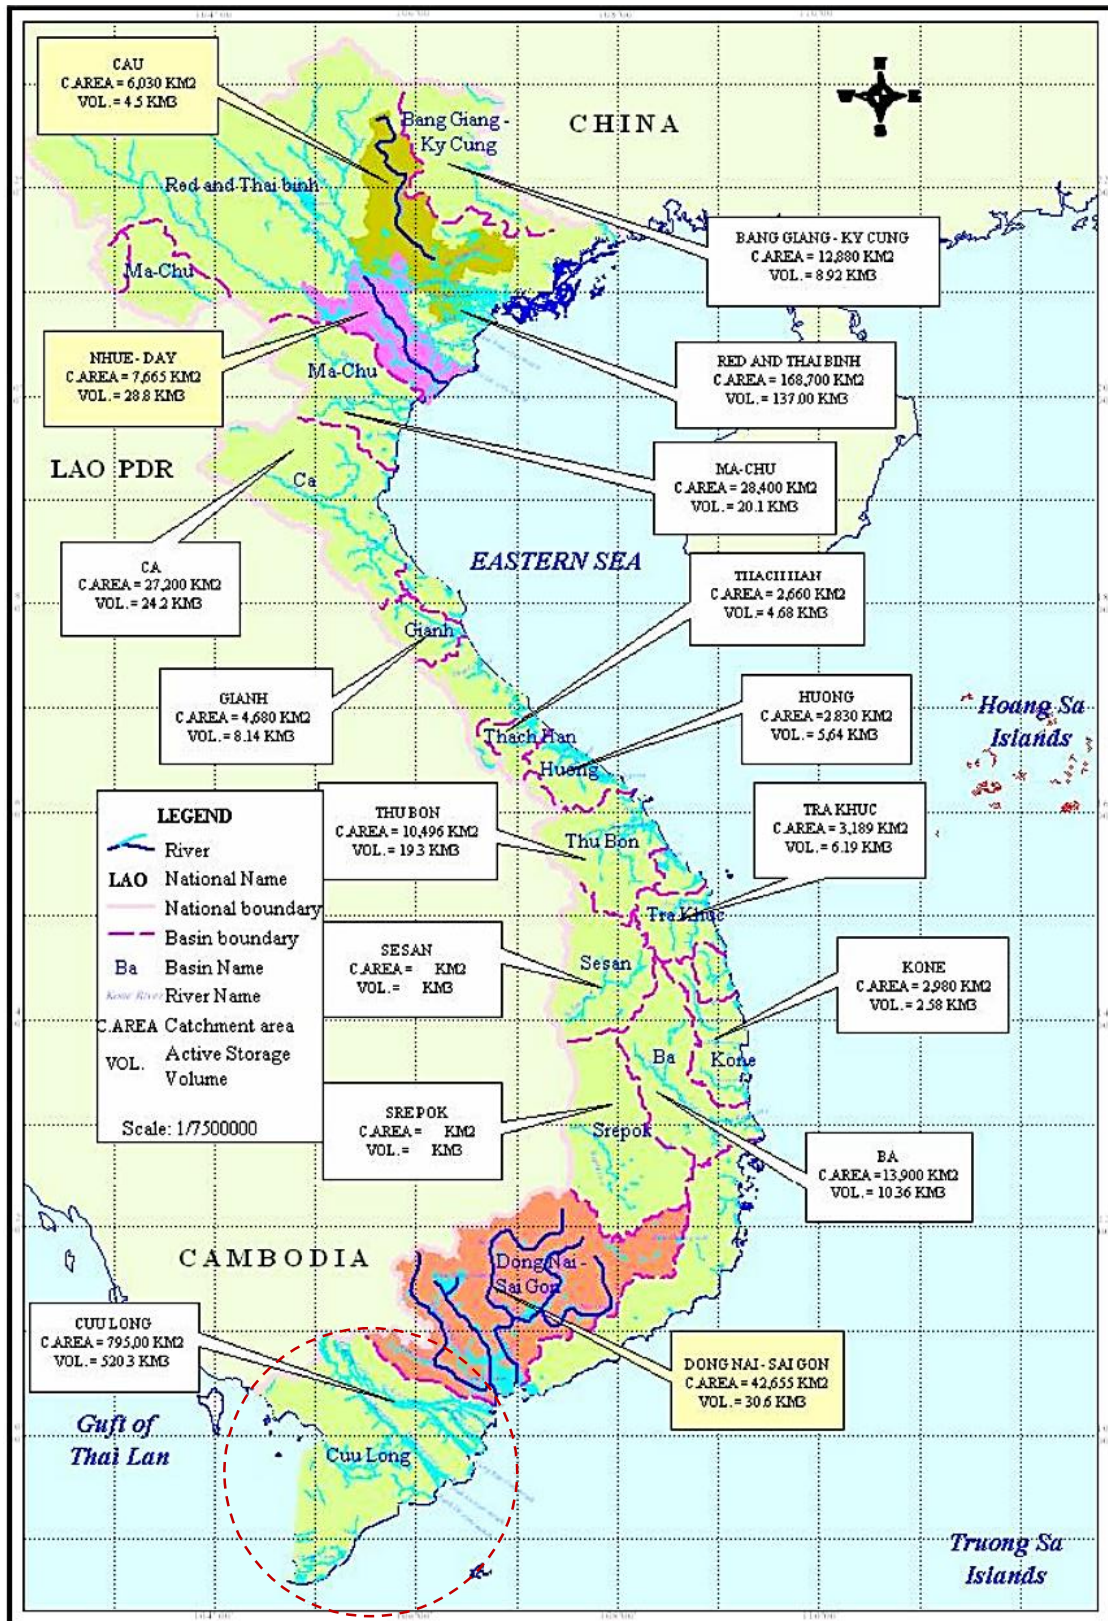 CAU
C.AREA = 6,030 KM2
VOL. = 4.5 KM3
Bang Giang -
Ky Cung
CHINA
Red and Thai binh
BANG GIANG - KY CUNG
C.AREA = 12,880 KM2
VOL. = 8.92 KM3
Ma-Chu
NHUE - DAY
C.AREA = 7,665 KM2
VOL. = 28.8 KM3
Ma-Chu
RED AND THAI BINH
C.AREA = 168,700 KM2
VOL. = 137.00 KM3
LAO PDR
Ca
MA-CHU
C.AREA = 28,400 KM2
VOL. = 20.1 KM3
CA
C.AREA = 27,200 KM2
VOL.= 24.2 KM3
EASTERN SEA
THACH HAN
C.AREA = 2,660 KM2
VOL. = 4.68 KM3
Gianh
GIANH
C.AREA = 4,680 KM2
VOL. = 8.14 KM3
HUONG
C.AREA =2.830 KM2
VOL. = 5,64 KM3
Hoang Sa
Islands
Thach Han
Huong
THU BON
C.AREA = 10,496 KM2
VOL. = 19.3 KM3
Thu Bon
TRA KHUC
C.AREA = 3,189 KM2
VOL. = 6.19 KM3
LEGEND
River
LAO National Name
National boundary
Basin boundary
Ba Basin Name
Kone River River Name
C.AREA Catchment area
VOL. Active Storage
Volume
Scale: 1/7500000
Tra Khuc
SESAN
C.AREA = KM2
VOL. = KM3
Sesan
KONE
C.AREA = 2,980 KM2
VOL. = 2.58 KM3
Ba
Kone
SREPOK
C.AREA = KM2
VOL. = KM3
Srepok
BA
C.AREA =13,900 KM2
VOL. = 10.36 KM3
CAMBODIA
Dong Nai -
Sai Gon
CUU LONG
C.AREA = 795,00 KM2
VOL. = 520.3 KM3
DONG NAI - SAI GON
C.AREA = 42,655 KM2
VOL. = 30.6 KM3
Guft of
Thai Lan
Cuu Long
Truong Sa
Islands